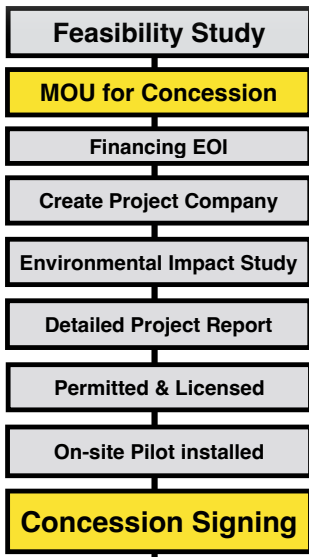 Feasibility Study
MOU for Concession
Financing EOI
Create Project Company
Environmental Impact Study
Detailed Project Report
Permitted & Licensed
On-site Pilot installed
Concession Signing